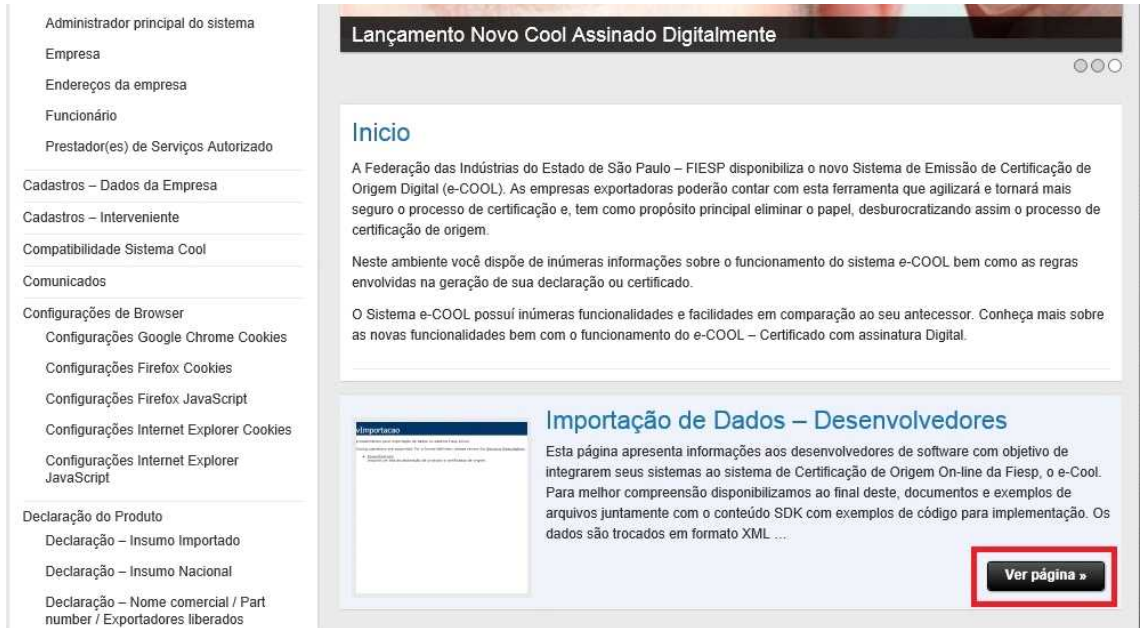 Administrador principal do sistema
Empresa
Endereços da empresa
Funcionário
Prestador(es) de Serviços Autorizado
Cadastros – Dados da Empresa
Cadastros – Interveniente
Compatibilidade Sistema Cool
Comunicados
Configurações de Browser
Configurações Google Chrome Cookies
Configurações Firefox Cookies
Configurações Firefox JavaScript
Configurações Internet Explorer Cookies
Configurações Internet Explorer
JavaScript
Declaração do Produto
Declaração – Insumo Importado
Declaração – Insumo Nacional
Declaração – Nome comercial / Part
number / Exportadores liberados
Lançamento Novo Cool Assinado Digitalmente
Inicio
A Federação das Indústrias do Estado de São Paulo – FIESP disponibiliza o novo Sistema de Emissão de Certificação de
Origem Digital (e-COOL). As empresas exportadoras poderão contar com esta ferramenta que agilizará e tornará mais
seguro o processo de certificação e, tem como propósito principal eliminar o papel, desburocratizando assim o processo de
certificação de origem.
Neste ambiente você dispõe de inúmeras informações sobre o funcionamento do sistema e-COOL bem como as regras
envolvidas na geração de sua declaração ou certificado.
O Sistema e-COOL possuí inúmeras funcionalidades e facilidades em comparação ao seu antecessor. Conheça mais sobre
as novas funcionalidades bem com o funcionamento do e-COOL – Certificado com assinatura Digital.
vImportacao
Importação de Dados – Desenvolvedores
Esta página apresenta informações aos desenvolvedores de software com objetivo de
integrarem seus sistemas ao sistema de Certificação de Origem On-line da Fiesp, o e-Cool.
Para melhor compreensão disponibilizamos ao final deste, documentos e exemplos de
arquivos juntamente com o conteúdo SDK com exemplos de código para implementação. Os
dados são trocados em formato XML …
Ver página »